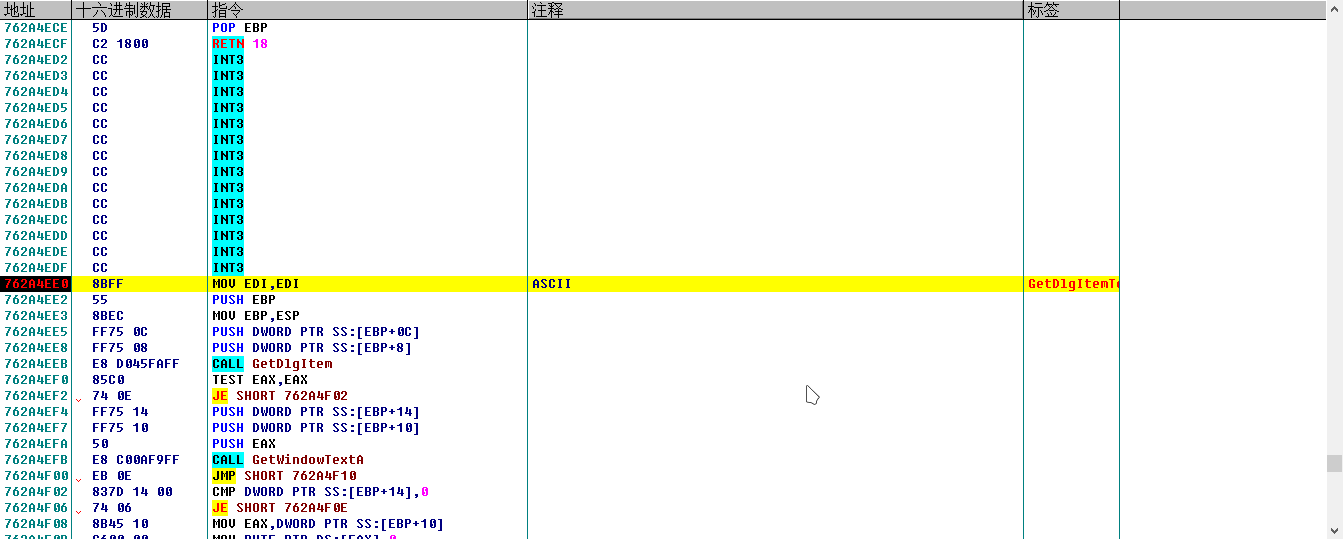 地址 十六进制数据 指令 注释 标签
762A4ECE 5D POP EBP
762A4ECF C2 1800 RETN 18
762A4ED2 CC INT3
762A4ED3 CC INT3
762A4ED4 CC INT3
762A4ED5 CC INT3
762A4ED6 CC INT3
762A4ED7 CC INT3
762A4ED8 CC INT3
762A4ED9 CC INT3
762A4EDA CC INT3
762A4EDB CC INT3
762A4EDC CC INT3
762A4EDD CC INT3
762A4EDE CC INT3
762A4EDF CC INT3
762A4EE0 8BFF MOV EDI,EDI ASCII GetDlgItemTe
762A4EE2 55 PUSH EBP
762A4EE3 8BEC MOV EBP,ESP
762A4EE5 FF75 0C PUSH DWORD PTR SS:[EBP+0C]
762A4EE8 FF75 08 PUSH DWORD PTR SS:[EBP+8]
762A4EEB E8 D045FAFF CALL GetDlgItem
762A4EF0 85C0 TEST EAX,EAX
762A4EF2 74 0E JE SHORT 762A4F02
762A4EF4 FF75 14 PUSH DWORD PTR SS:[EBP+14]
762A4EF7 FF75 10 PUSH DWORD PTR SS:[EBP+10]
762A4EFA 50 PUSH EAX
762A4EFB E8 C00AF9FF CALL GetWindowTextA
762A4F00 EB 0E JMP SHORT 762A4F10
762A4F02 837D 14 00 CMP DWORD PTR SS:[EBP+14],0
762A4F06 74 06 JE SHORT 762A4F0E
762A4F08 8B45 10 MOV EAX,DWORD PTR SS:[EBP+10]
762A4F0B C600 00 MOV BYTE PTR DS:[EAX],0